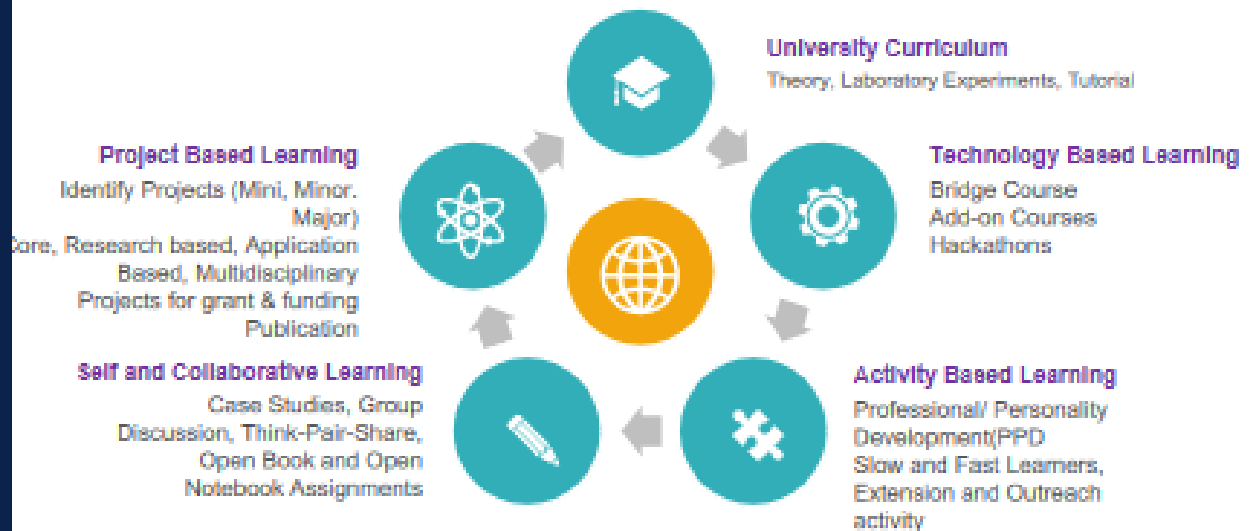 University Curriculum
Theory, Laboratory Experiments, Tutorial
Technology Based Learning
Bridge Course
Add-on Courses
Hackathons
Activity Based Learning
Professional/ Personality
Development(PPD
Slow and Fast Learners,
Extension and Outreach
activity
Self and Collaborative Learning
Case Studies, Group
Discussion, Think-Pair-Share,
Open Book and Open
Notebook Assignments
Project Based Learning
Identify Projects (Mini, Minor.
Major)
Core, Research based, Application
Based, Multidisciplinary
Projects for grant & funding
Publication